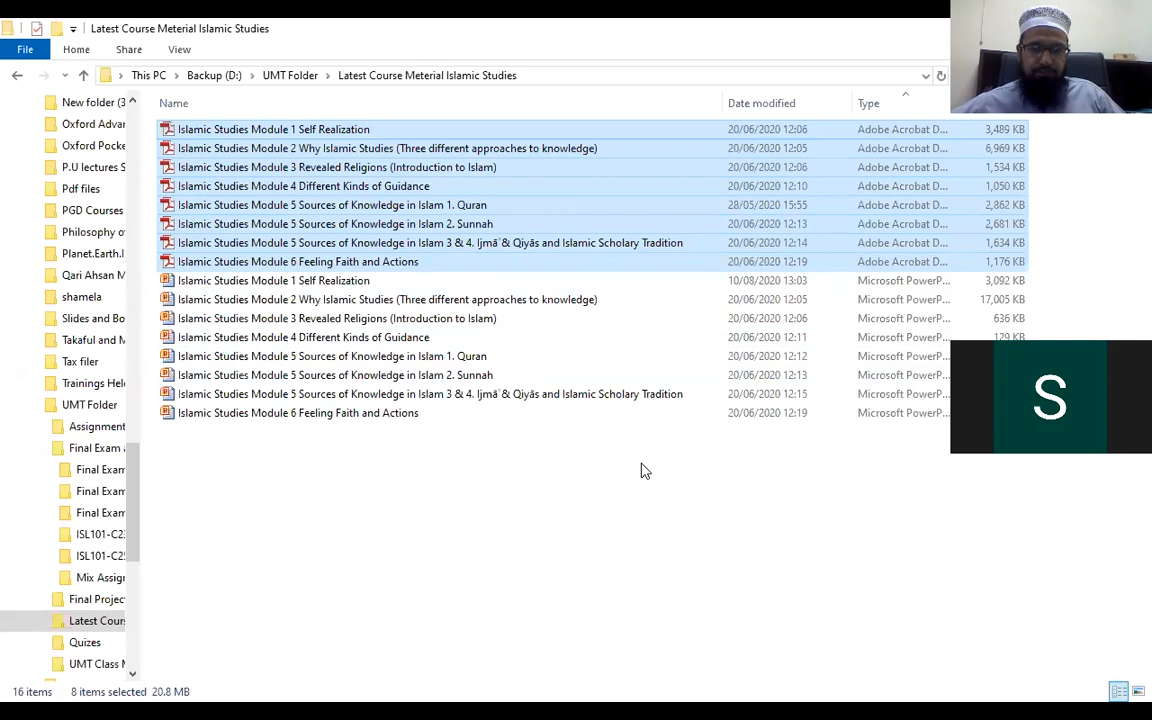 Latest Course Meterial Islamic Studies
File Home Share View
This PC Backup (D:) UMT Folder Latest Course Meterial Islamic Studies
Name Date modified Type
New folder (3
Oxford Advar
Oxford Pocke
P.U lectures S
Pdf files
PGD Courses
Philosophy o
Planet.Earth.I
Qari Ahsan M
shamela
Slides and Bo
Takaful and M
Tax filer
Trainings Hel
UMT Folder
Assignment
Final Exam a
Final Exam
Final Exam
Final Exam
ISL101-C2
ISL101-C2
Mix Assign
Final Projec
Latest Cours
Quizes
UMT Class M
Islamic Studies Module 1 Self Realization 20/06/2020 12:06 Adobe Acrobat D... 3,489 KB
Islamic Studies Module 2 Why Islamic Studies (Three different approaches to knowledge) 20/06/2020 12:05 Adobe Acrobat D... 6,969 KB
Islamic Studies Module 3 Revealed Religions (Introduction to Islam) 20/06/2020 12:06 Adobe Acrobat D... 1,534 KB
Islamic Studies Module 4 Different Kinds of Guidance 20/06/2020 12:10 Adobe Acrobat D... 1,050 KB
Islamic Studies Module 5 Sources of Knowledge in Islam 1. Quran 28/05/2020 15:55 Adobe Acrobat D... 2,862 KB
Islamic Studies Module 5 Sources of Knowledge in Islam 2. Sunnah 20/06/2020 12:13 Adobe Acrobat D... 2,681 KB
Islamic Studies Module 5 Sources of Knowledge in Islam 3 & 4. Ijmāʿ & Qiyās and Islamic Scholary Tradition 20/06/2020 12:14 Adobe Acrobat D... 1,634 KB
Islamic Studies Module 6 Feeling Faith and Actions 20/06/2020 12:19 Adobe Acrobat D... 1,176 KB
Islamic Studies Module 1 Self Realization 10/08/2020 13:03 Microsoft PowerP... 3,092 KB
Islamic Studies Module 2 Why Islamic Studies (Three different approaches to knowledge) 20/06/2020 12:05 Microsoft PowerP... 17,005 KB
Islamic Studies Module 3 Revealed Religions (Introduction to Islam) 20/06/2020 12:06 Microsoft PowerP... 636 KB
Islamic Studies Module 4 Different Kinds of Guidance 20/06/2020 12:11 Microsoft PowerP... 129 KB
Islamic Studies Module 5 Sources of Knowledge in Islam 1. Quran 20/06/2020 12:12 Microsoft PowerP...
Islamic Studies Module 5 Sources of Knowledge in Islam 2. Sunnah 20/06/2020 12:13 Microsoft PowerP...
Islamic Studies Module 5 Sources of Knowledge in Islam 3 & 4. Ijmāʿ & Qiyās and Islamic Scholary Tradition 20/06/2020 12:15 Microsoft PowerP...
Islamic Studies Module 6 Feeling Faith and Actions 20/06/2020 12:19 Microsoft PowerP...
S
16 items 8 items selected 20.8 MB